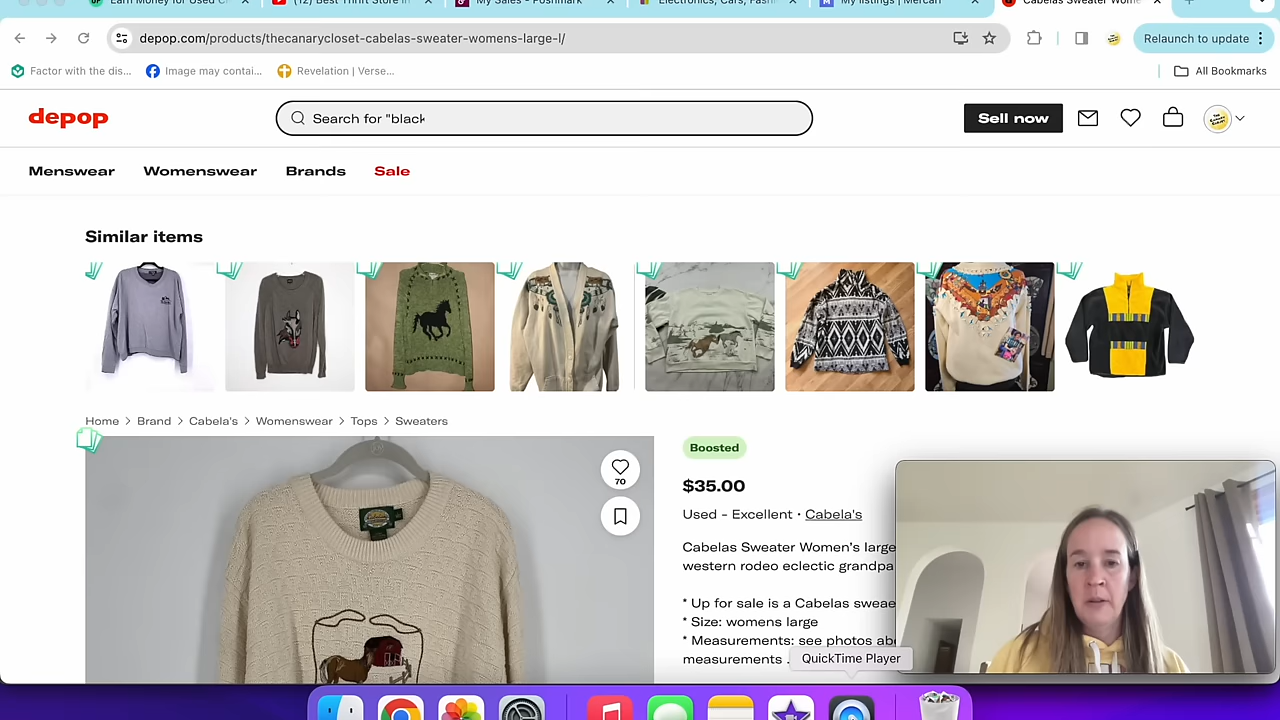 Earn Money for Used C
(12) Best Thrift Store in
My Sales - Poshmark
Electronics, Cars, Fashi
My listings | Mercari
Cabelas Sweater Wome
depop.com/products/thecanarycloset-cabelas-sweater-womens-large-l/
Relaunch to update
Factor with the dis...
Image may contai...
Revelation | Verse...
All Bookmarks
depop
Search for "black
Sell now
Menswear
Womenswear
Brands
Sale
Similar items
Home > Brand > Cabela's > Womenswear > Tops > Sweaters
70
Boosted
$35.00
Used - Excellent · Cabela's
Cabelas Sweater Women's large
western rodeo eclectic grandpa
* Up for sale is a Cabelas sweae
* Size: womens large
* Measurements: see photos abo
measurements .
QuickTime Player